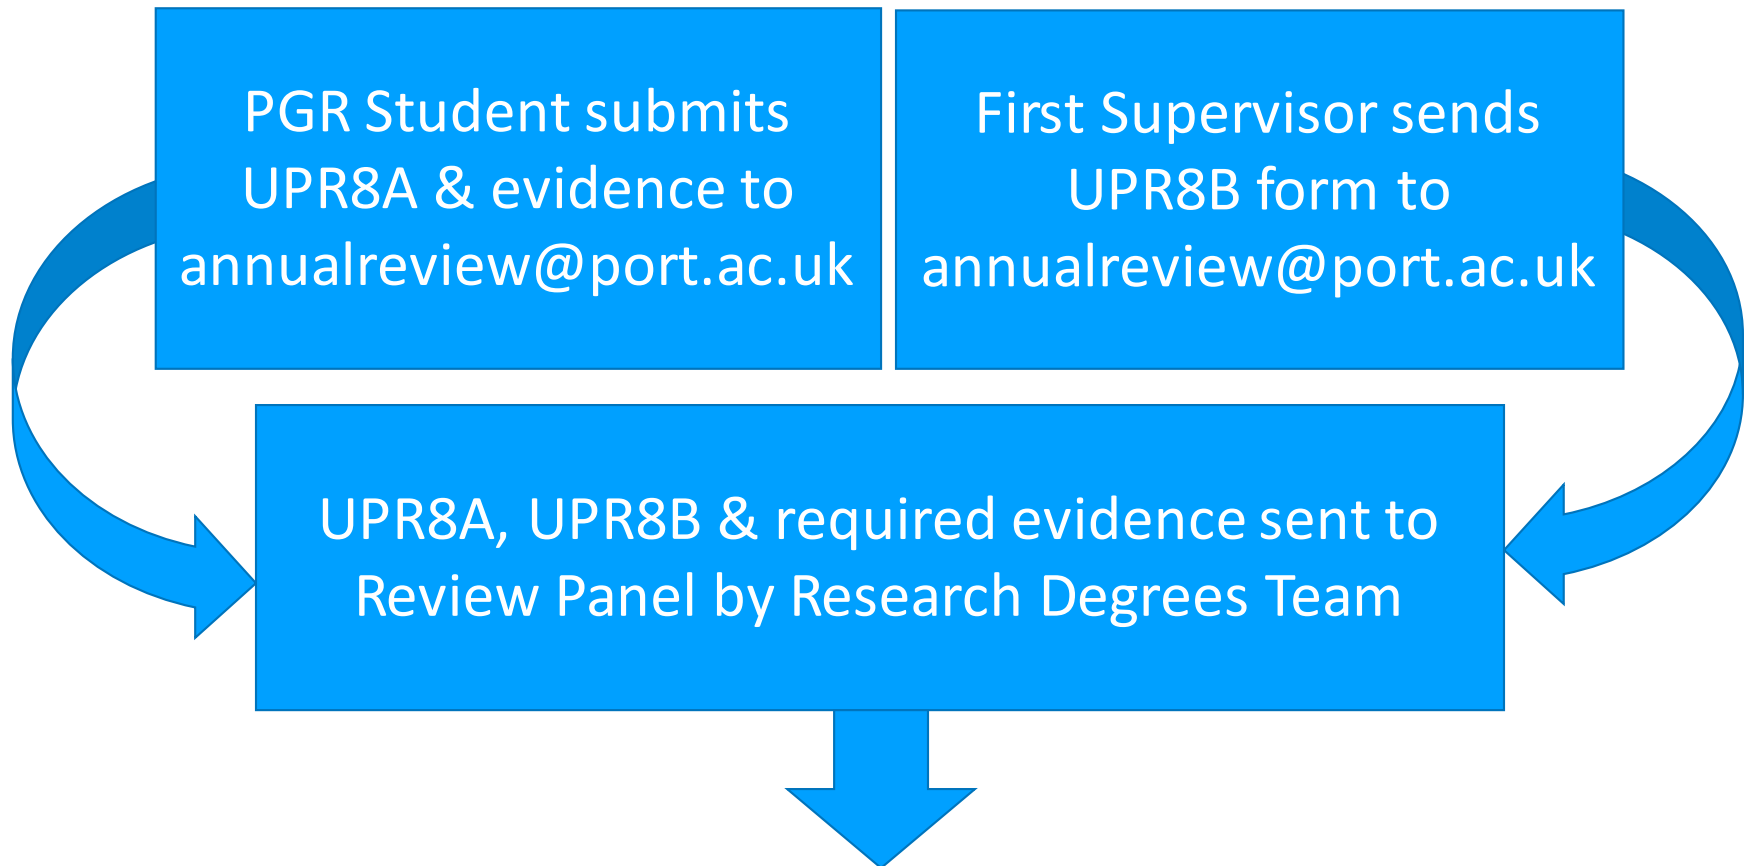 PGR Student submits
UPR8A & evidence to
annualreview@port.ac.uk
First Supervisor sends
UPR8B form to
annualreview@port.ac.uk
UPR8A, UPR8B & required evidence sent to
Review Panel by Research Degrees Team